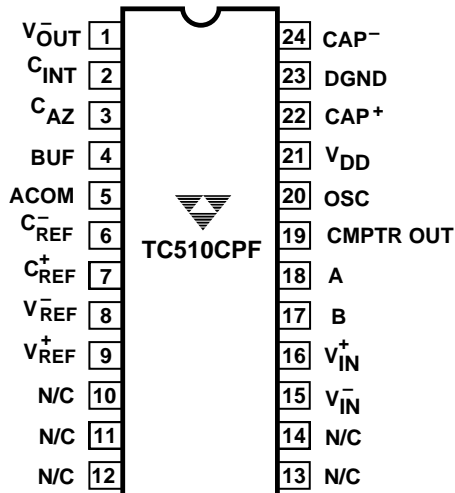 V⁻OUT 1 24 CAP⁻
CINT 2 23 DGND
CAZ 3 22 CAP⁺
BUF 4 21 VDD
ACOM 5 20 OSC
C⁻REF 6 19 CMPTR OUT
TC510CPF
C⁺REF 7 18 A
V⁻REF 8 17 B
V⁺REF 9 16 V⁺IN
N/C 10 15 V⁻IN
N/C 11 14 N/C
N/C 12 13 N/C